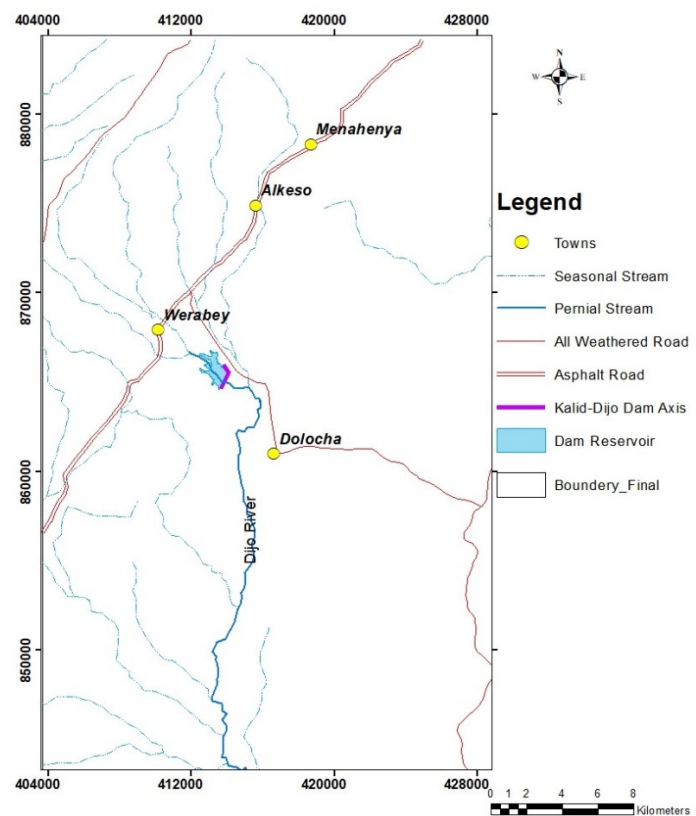 404000 412000 420000 428000
N
W E
S
880000
870000
860000
850000
Menahenya
Alkeso
Werabey
Dolocha
Dijo River
404000 412000 420000 428000
Legend
Towns
Seasonal Stream
Pernial Stream
All Weathered Road
Asphalt Road
Kalid-Dijo Dam Axis
Dam Reservoir
Boundery_Final
0 1 2 4 6 8
Kilometers